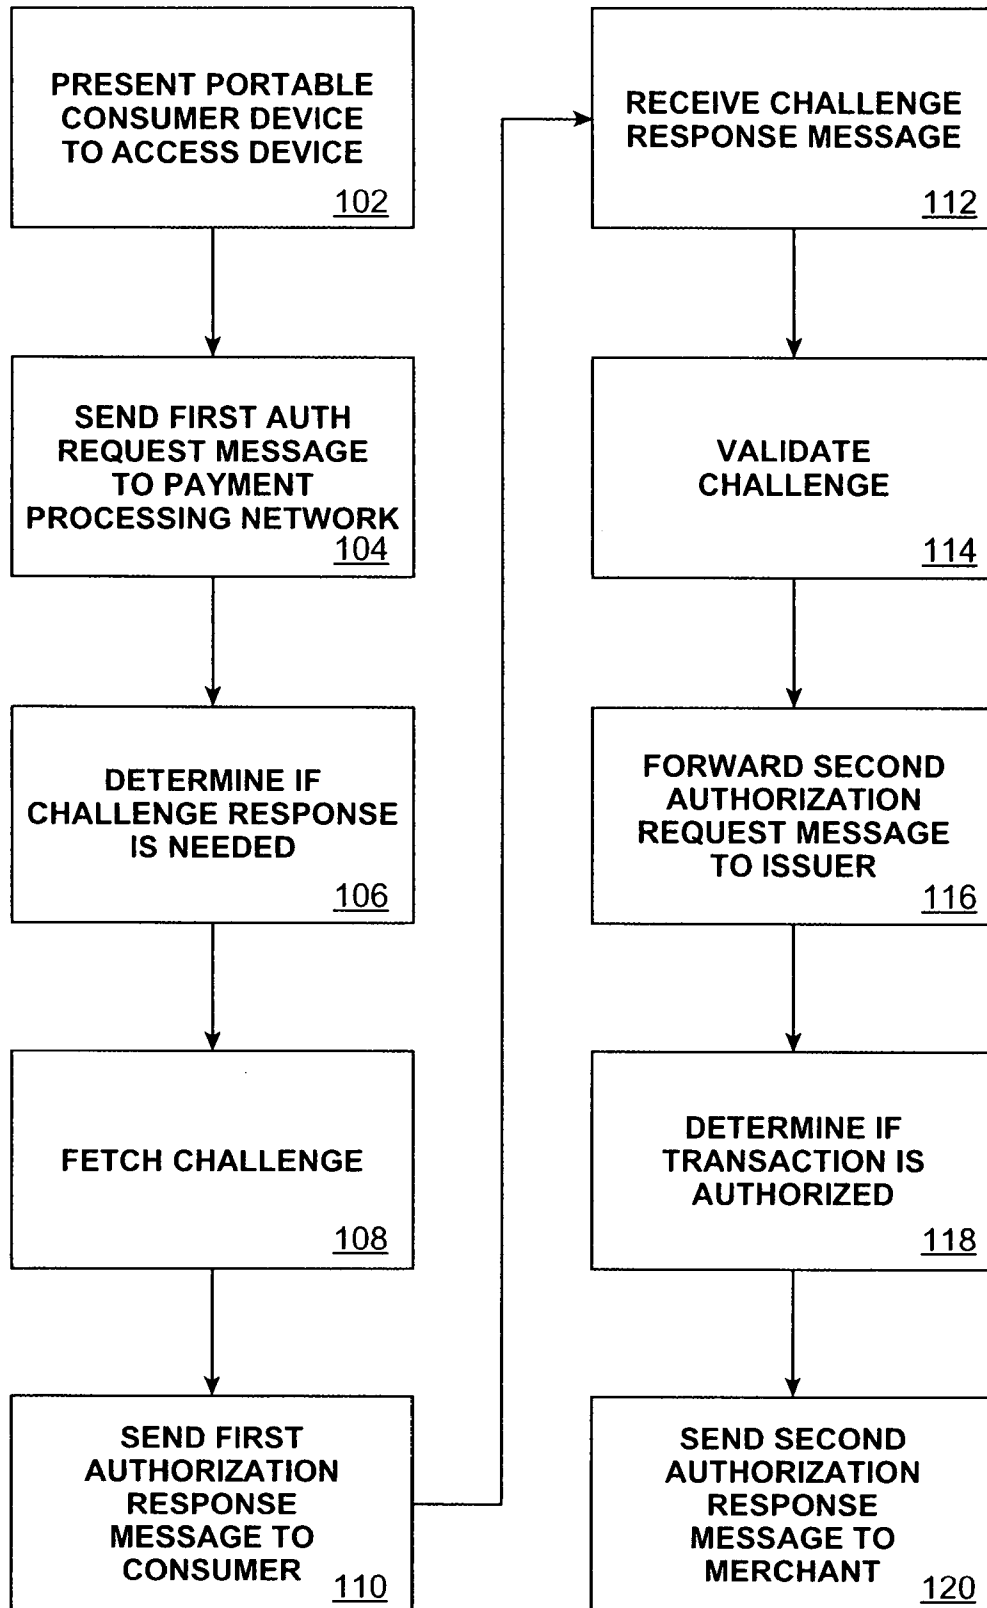 PRESENT PORTABLE
CONSUMER DEVICE
TO ACCESS DEVICE
102
SEND FIRST AUTH
REQUEST MESSAGE
TO PAYMENT
PROCESSING NETWORK
104
DETERMINE IF
CHALLENGE RESPONSE
IS NEEDED
106
FETCH CHALLENGE
108
SEND FIRST
AUTHORIZATION
RESPONSE
MESSAGE TO
CONSUMER
110
RECEIVE CHALLENGE
RESPONSE MESSAGE
112
VALIDATE
CHALLENGE
114
FORWARD SECOND
AUTHORIZATION
REQUEST MESSAGE
TO ISSUER
116
DETERMINE IF
TRANSACTION IS
AUTHORIZED
118
SEND SECOND
AUTHORIZATION
RESPONSE
MESSAGE TO
MERCHANT
120